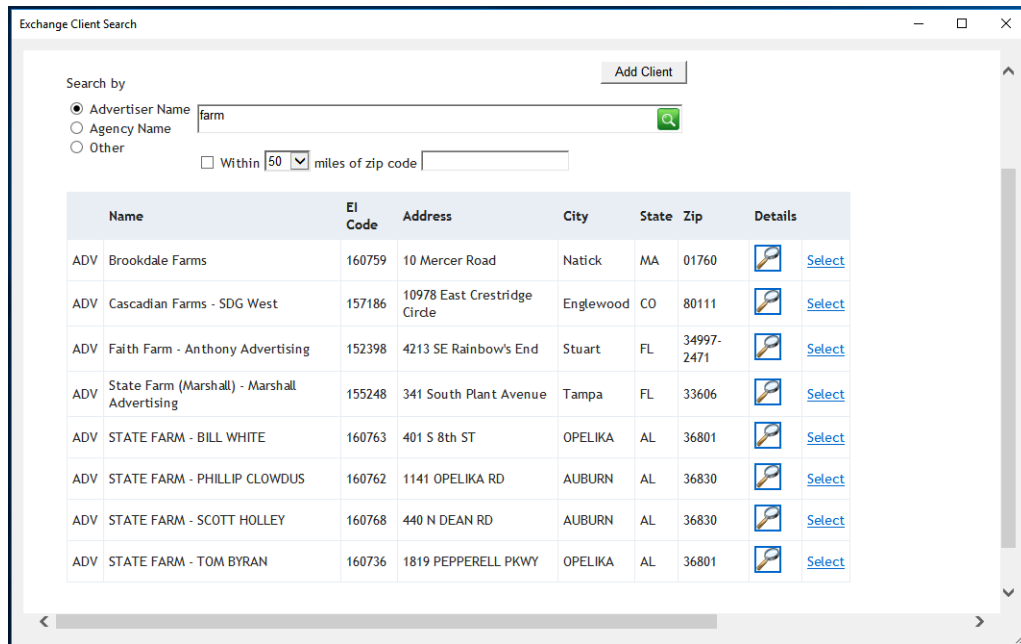 Exchange Client Search
Add Client
Search by
Advertiser Name
farm
Agency Name
Other
Within 50 miles of zip code
Name EI Code Address City State Zip Details
ADV Brookdale Farms 160759 10 Mercer Road Natick MA 01760 Select
ADV Cascadian Farms - SDG West 157186 10978 East Crestridge Circle Englewood CO 80111 Select
ADV Faith Farm - Anthony Advertising 152398 4213 SE Rainbow's End Stuart FL 34997-2471 Select
ADV State Farm (Marshall) - Marshall Advertising 155248 341 South Plant Avenue Tampa FL 33606 Select
ADV STATE FARM - BILL WHITE 160763 401 S 8th ST OPELIKA AL 36801 Select
ADV STATE FARM - PHILLIP CLOWDUS 160762 1141 OPELIKA RD AUBURN AL 36830 Select
ADV STATE FARM - SCOTT HOLLEY 160768 440 N DEAN RD AUBURN AL 36830 Select
ADV STATE FARM - TOM BYRAN 160736 1819 PEPPERELL PKWY OPELIKA AL 36801 Select